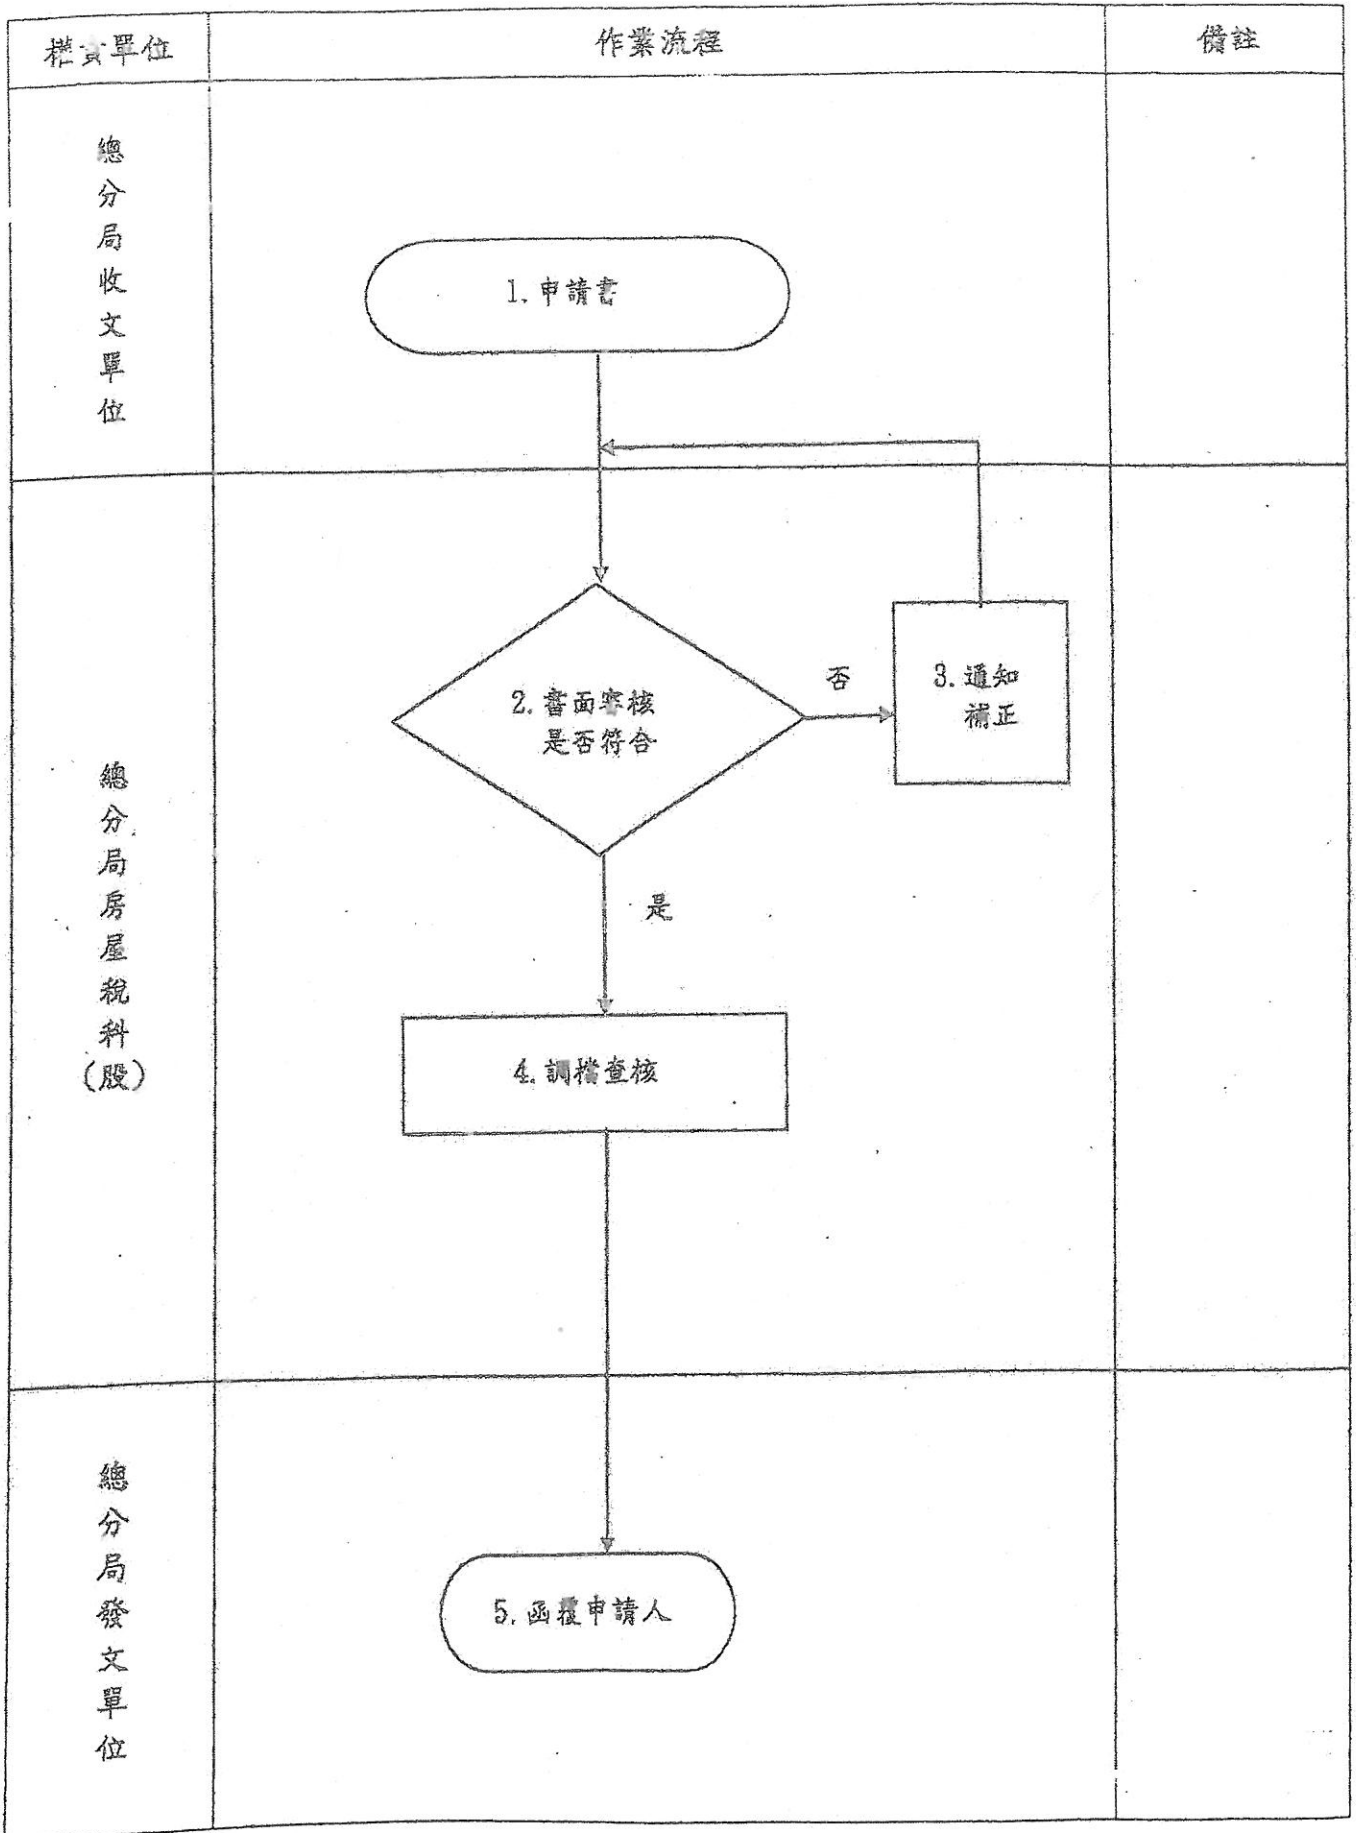 權責單位
作業流程
備註
總分局收文單位
1.申請書
總分局房屋稅科(股)
2.書面審核
是否符合
否
3.通知
補正
是
4.調檔查核
總分局發文單位
5.函覆申請人